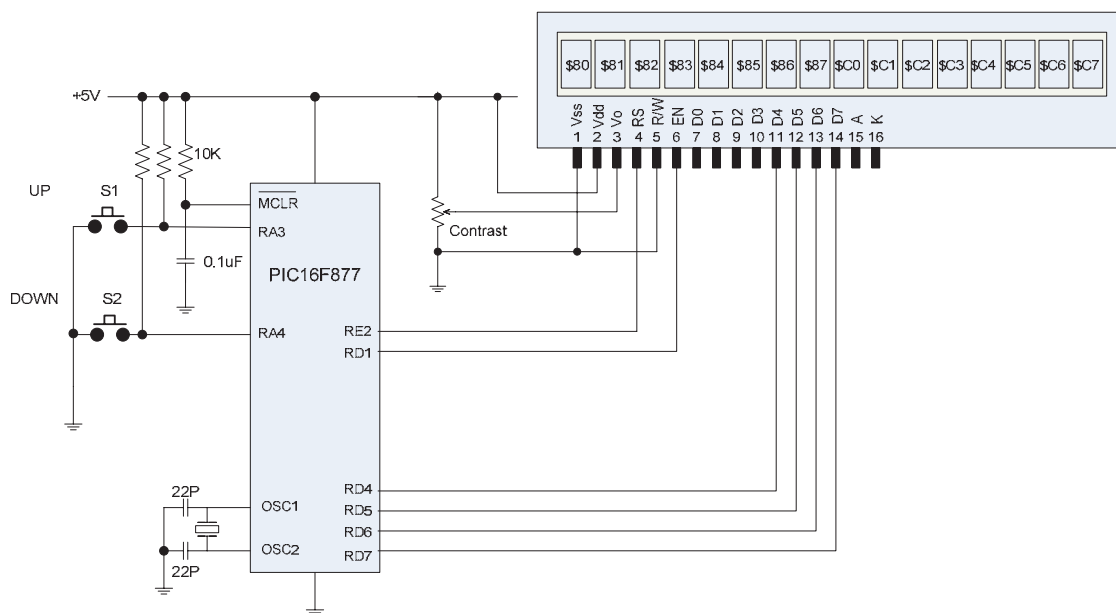 $80 $81 $82 $83 $84 $85 $86 $87 $C0 $C1 $C2 $C3 $C4 $C5 $C6 $C7
Vss Vdd Vo RS R/W EN D0 D1 D2 D3 D4 D5 D6 D7 A K
1 2 3 4 5 6 7 8 9 10 11 12 13 14 15 16
+5V
10K
UP S1
MCLR
RA3
Contrast
0.1uF
PIC16F877
DOWN S2
RA4
RE2
RD1
22P
OSC1
OSC2
22P
RD4
RD5
RD6
RD7